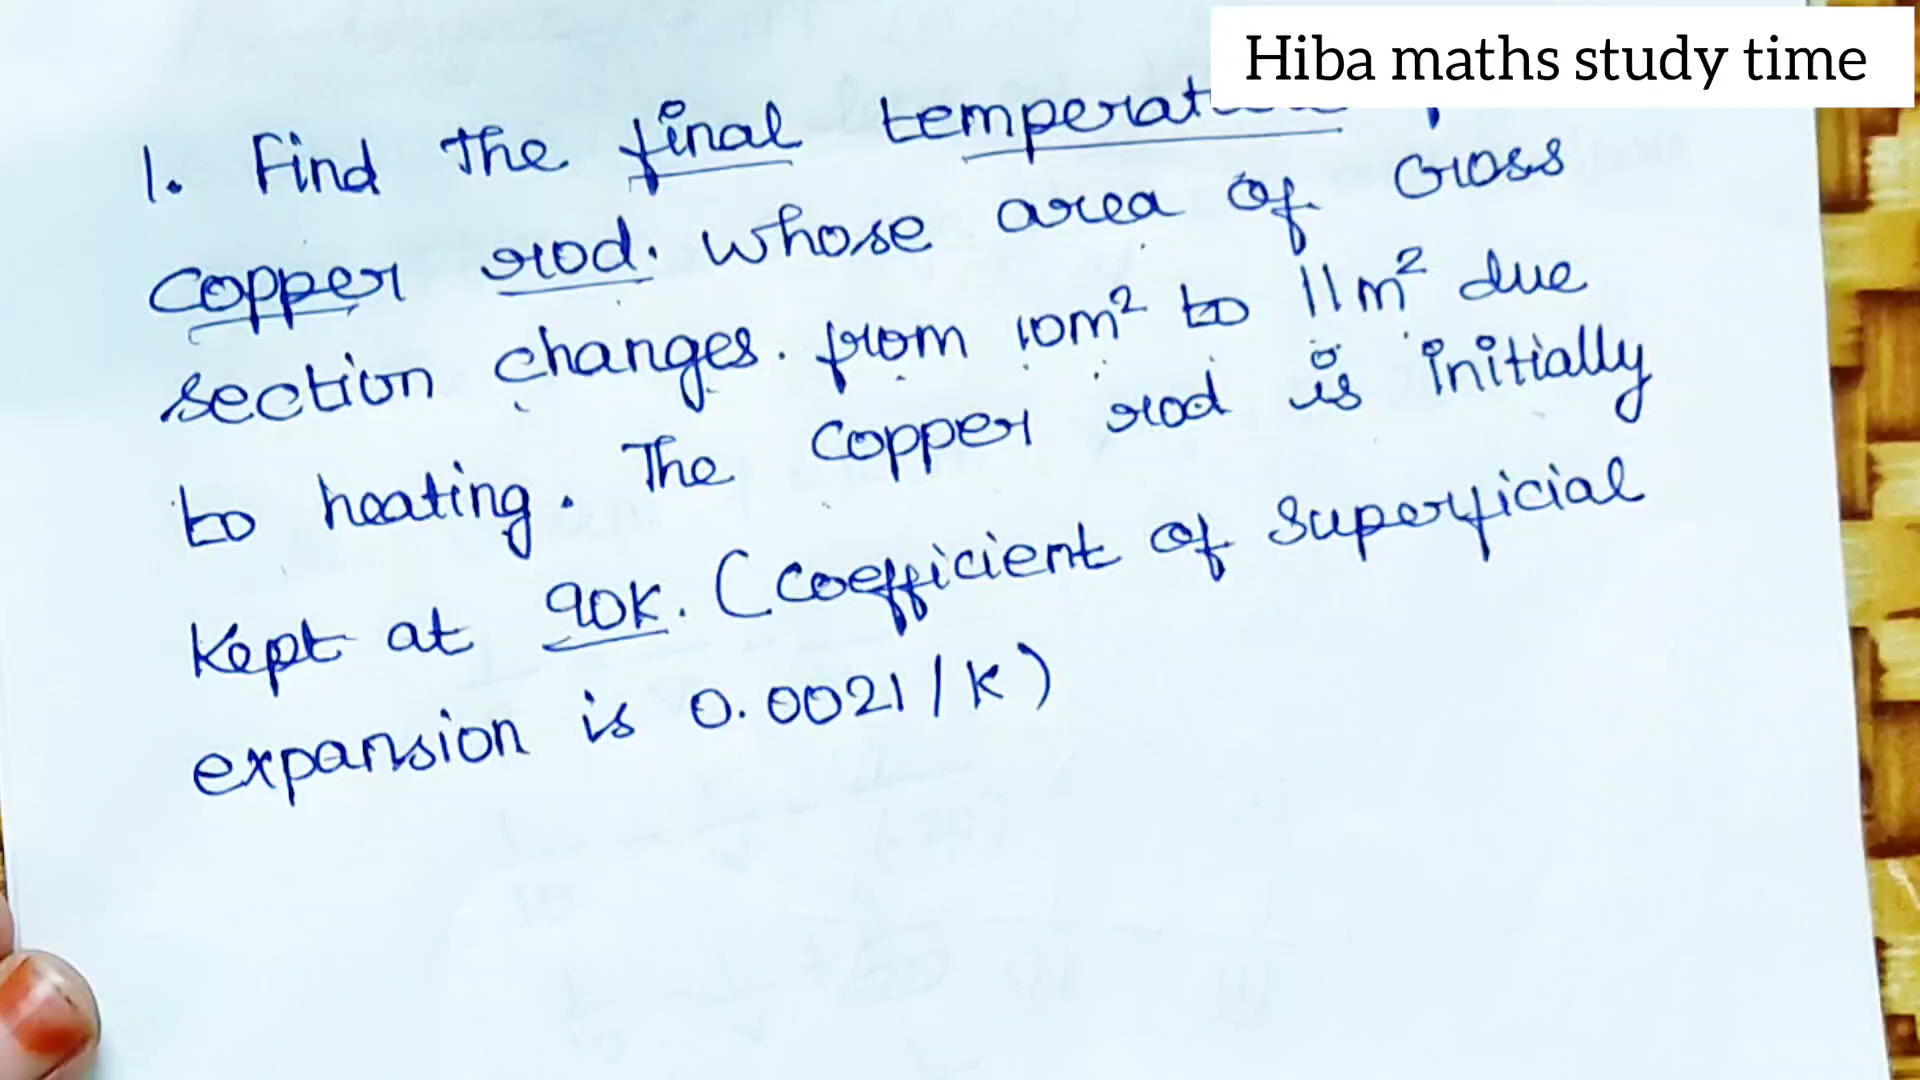 Hiba maths study time
1. Find the final
copper rod. whose area of cross
section changes. from 10m² to 11m² due
to heating. The copper rod is initially
kept at 90K. (coefficient of superficial
expansion is 0.0021/K)